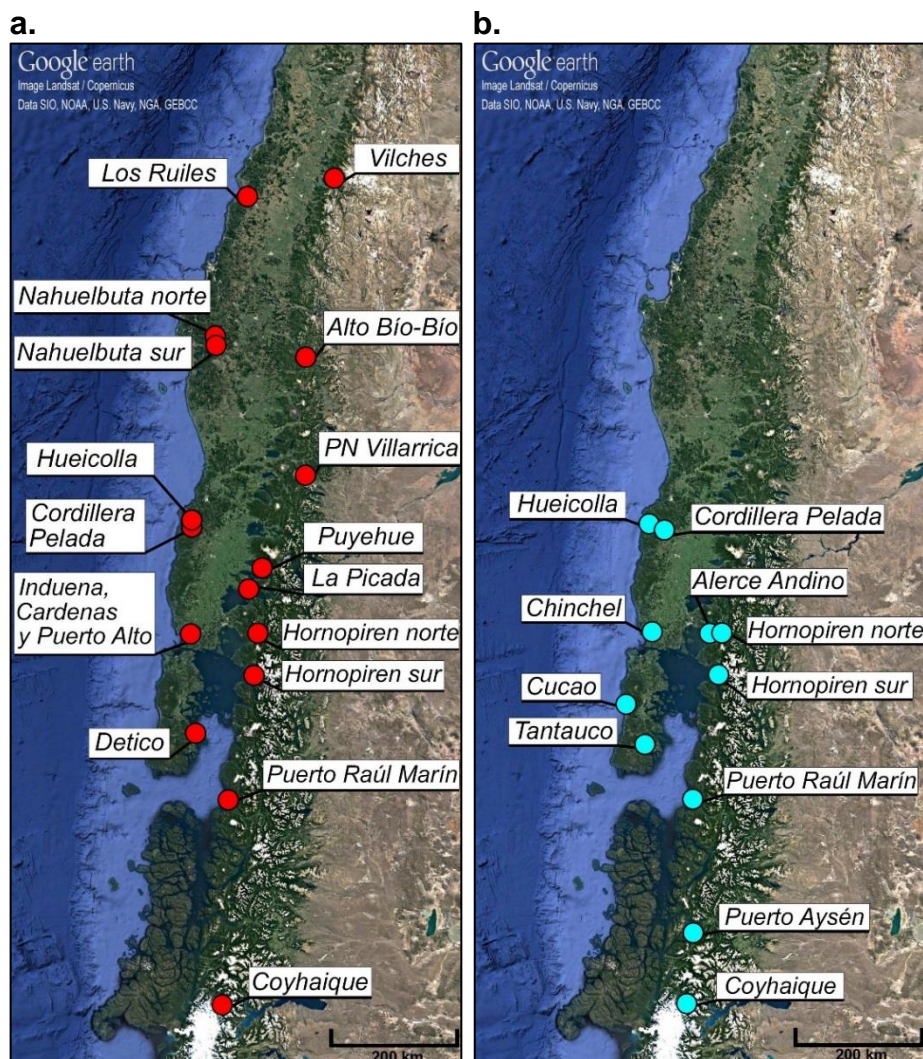 a.
Google earth
Image Landsat / Copernicus
Data SIO, NOAA, U.S. Navy, NGA, GEBCC
Vilches
Los Ruiles
Nahuelbuta norte
Nahuelbuta sur
Alto Bío-Bío
PN Villarrica
Hueicolla
Cordillera
Pelada
Puyehue
La Picada
Induena,
Cardenas
y Puerto Alto
Hornopiren norte
Hornopiren sur
Detico
Puerto Raúl Marín
Coyhaique
200 km
b.
Google earth
Image Landsat / Copernicus
Data SIO, NOAA, U.S. Navy, NGA, GEBCC
Hueicolla
Cordillera Pelada
Alerce Andino
Chinchel
Hornopiren norte
Hornopiren sur
Cucao
Tantauco
Puerto Raúl Marín
Puerto Aysén
Coyhaique
200 km